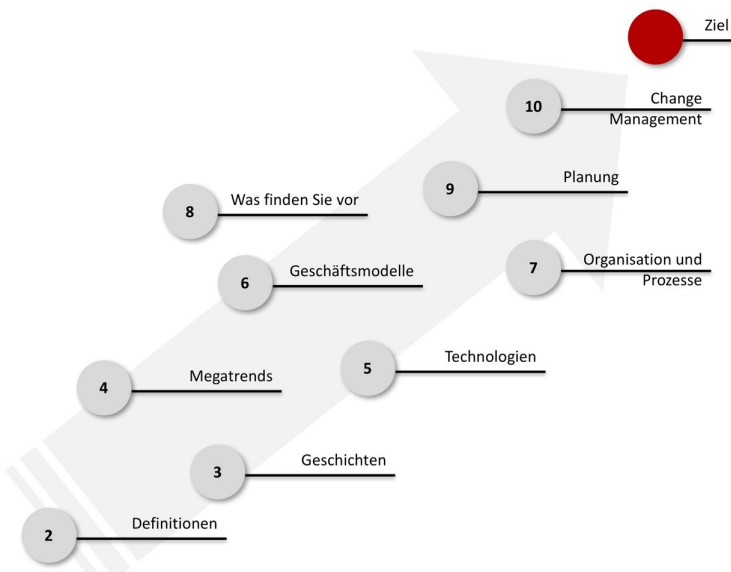 Ziel
10
Change
Management
9
Planung
8
Was finden Sie vor
7
Organisation und
Prozesse
6
Geschäftsmodelle
5
Technologien
4
Megatrends
3
Geschichten
2
Definitionen